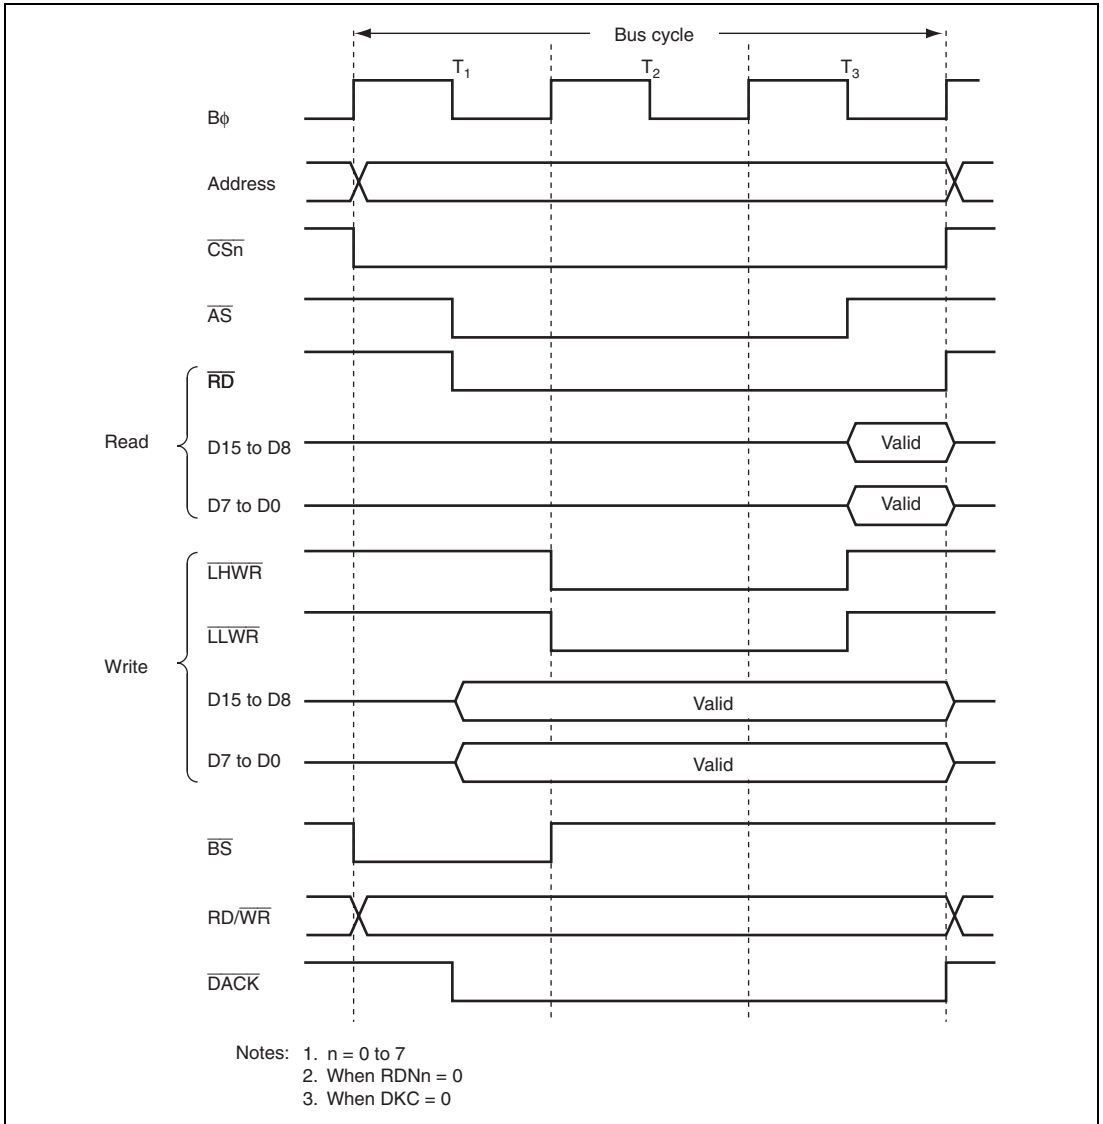 Bus cycle
T1 T2 T3
Bφ
Address
CSn
AS
RD
Read
D15 to D8 Valid
D7 to D0 Valid
LHWR
LLWR
Write
D15 to D8 Valid
D7 to D0 Valid
BS
RD/WR
DACK
Notes: 1. n = 0 to 7
2. When RDNn = 0
3. When DKC = 0